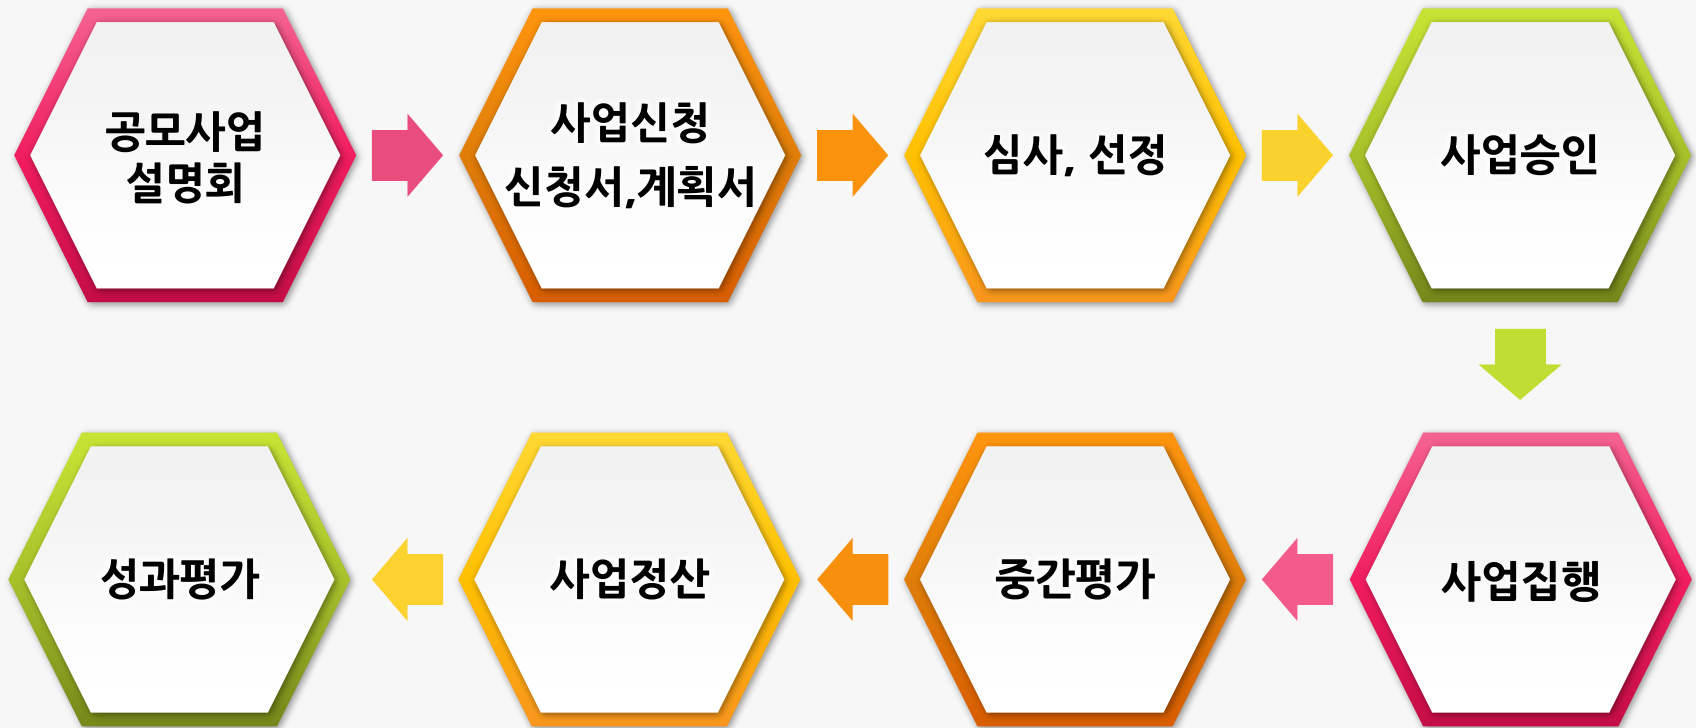 공모사업
설명회
사업신청
신청서,계획서
심사, 선정
사업승인
사업집행
중간평가
사업정산
성과평가